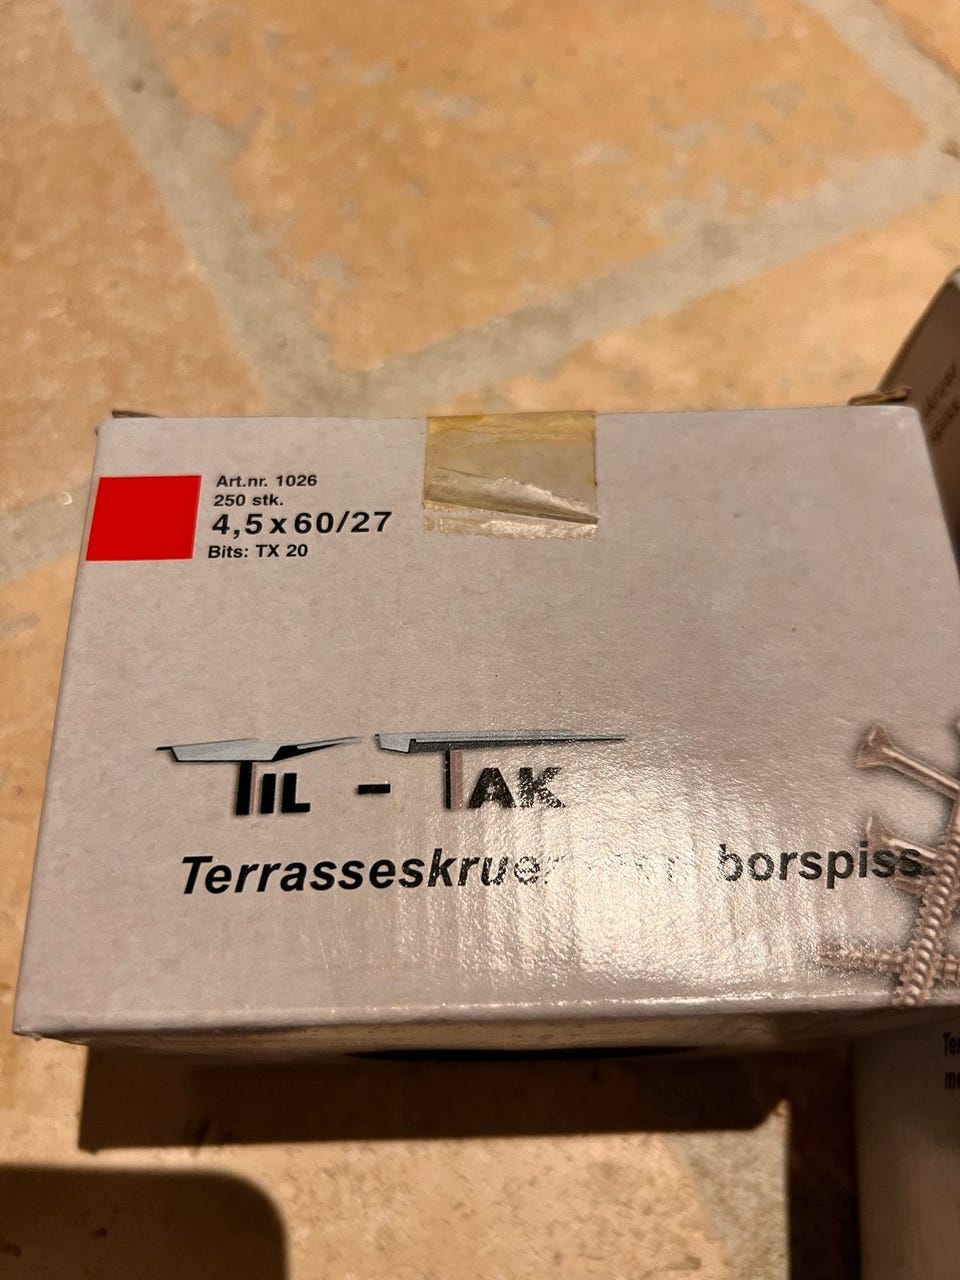 Art.nr. 1026
250 stk.
4,5 x 60/27
Bits: TX 20
TIL - TAK
Terrasseskruer borspiss